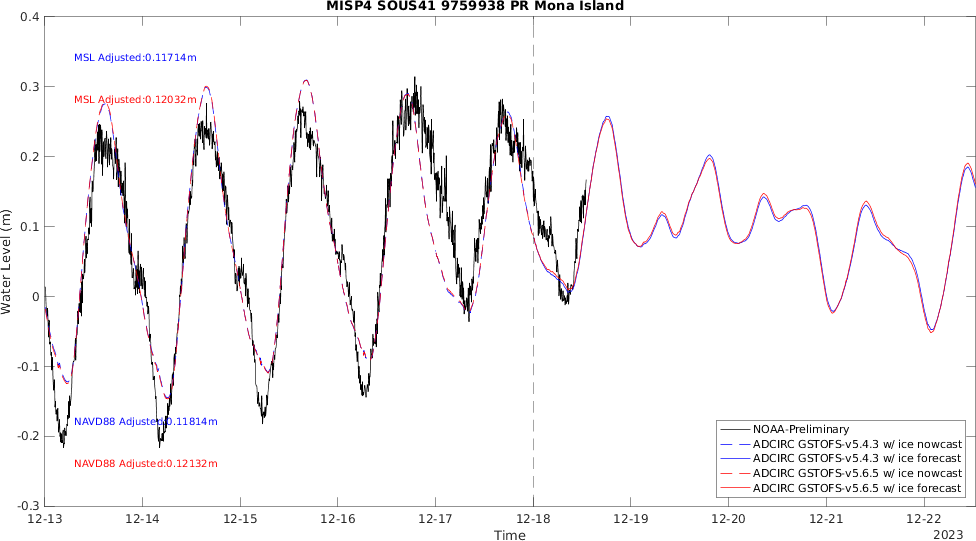 MISP4 SOUS41 9759938 PR Mona Island
0.4
0.3
0.2
0.1
0
-0.1
-0.2
-0.3
Water Level (m)
MSL Adjusted:0.11714m
MSL Adjusted:0.12032m
NAVD88 Adjusted:0.11814m
NAVD88 Adjusted:0.12132m
NOAA-Preliminary
ADCIRC GSTOFS-v5.4.3 w/ ice nowcast
ADCIRC GSTOFS-v5.4.3 w/ ice forecast
ADCIRC GSTOFS-v5.6.5 w/ ice nowcast
ADCIRC GSTOFS-v5.6.5 w/ ice forecast
12-13 12-14 12-15 12-16 12-17 12-18 12-19 12-20 12-21 12-22
Time
2023